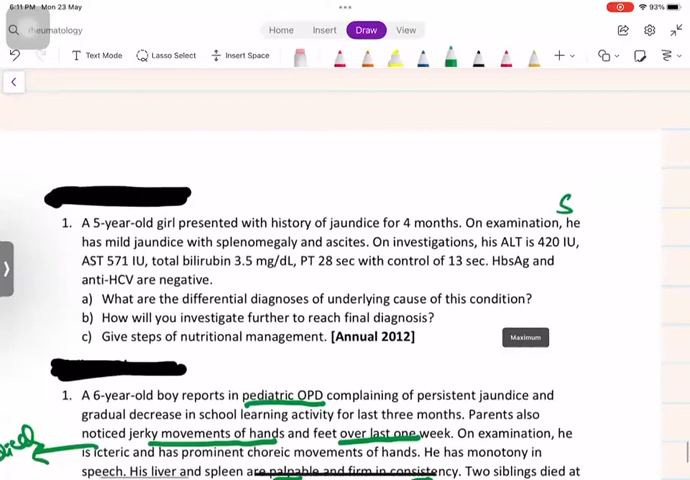 6:11 PM Mon 23 May
93%
Home Insert Draw View
Text Mode Lasso Select Insert Space
S
1. A 5-year-old girl presented with history of jaundice for 4 months. On examination, he
has mild jaundice with splenomegaly and ascites. On investigations, his ALT is 420 IU,
AST 571 IU, total bilirubin 3.5 mg/dL, PT 28 sec with control of 13 sec. HbsAg and
anti-HCV are negative.
a) What are the differential diagnoses of underlying cause of this condition?
b) How will you investigate further to reach final diagnosis?
c) Give steps of nutritional management. [Annual 2012]
Maximum
1. A 6-year-old boy reports in pediatric OPD complaining of persistent jaundice and
gradual decrease in school learning activity for last three months. Parents also
noticed jerky movements of hands and feet over last one week. On examination, he
is icteric and has prominent choreic movements of hands. He has monotony in
speech. His liver and spleen are palpable and firm in consistency. Two siblings died at